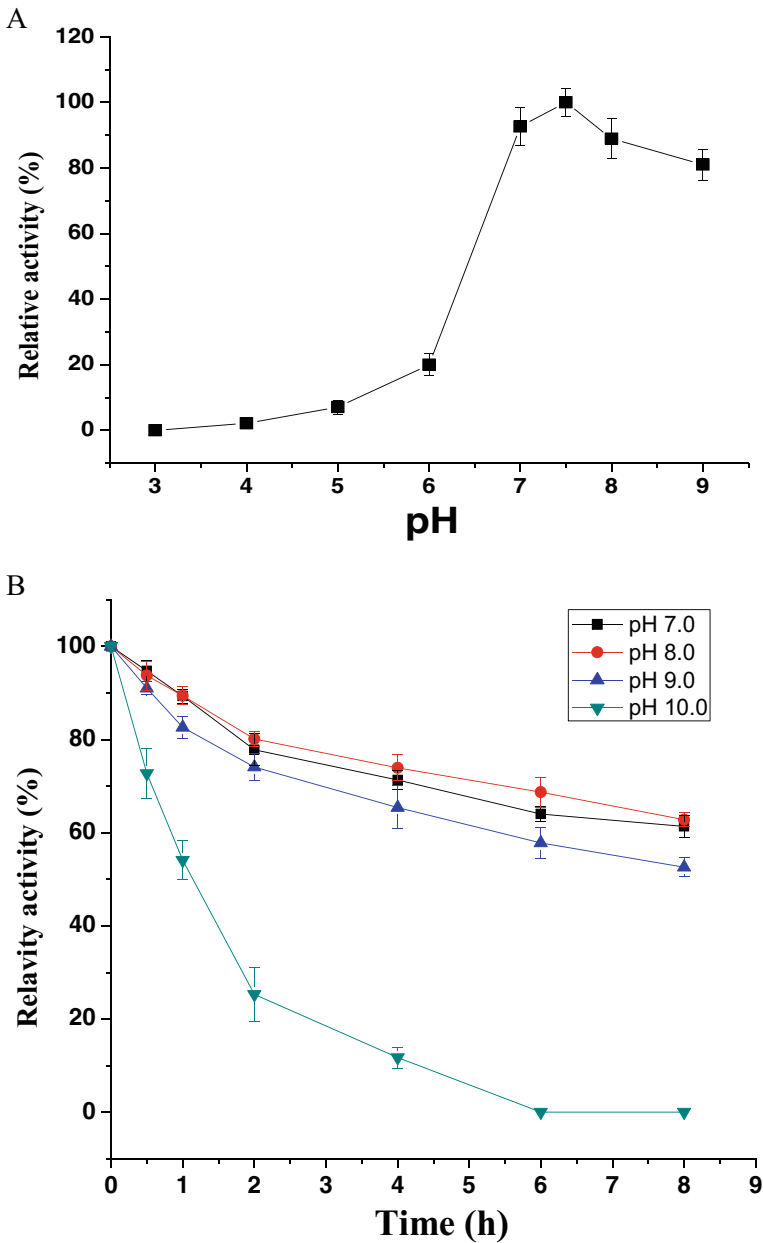 A
120
100
80
60
40
20
0
Relative activity (%)
3 4 5 6 7 8 9
pH
B
pH 7.0
pH 8.0
pH 9.0
pH 10.0
100
80
60
40
20
0
Relavity activity (%)
0 1 2 3 4 5 6 7 8 9
Time (h)